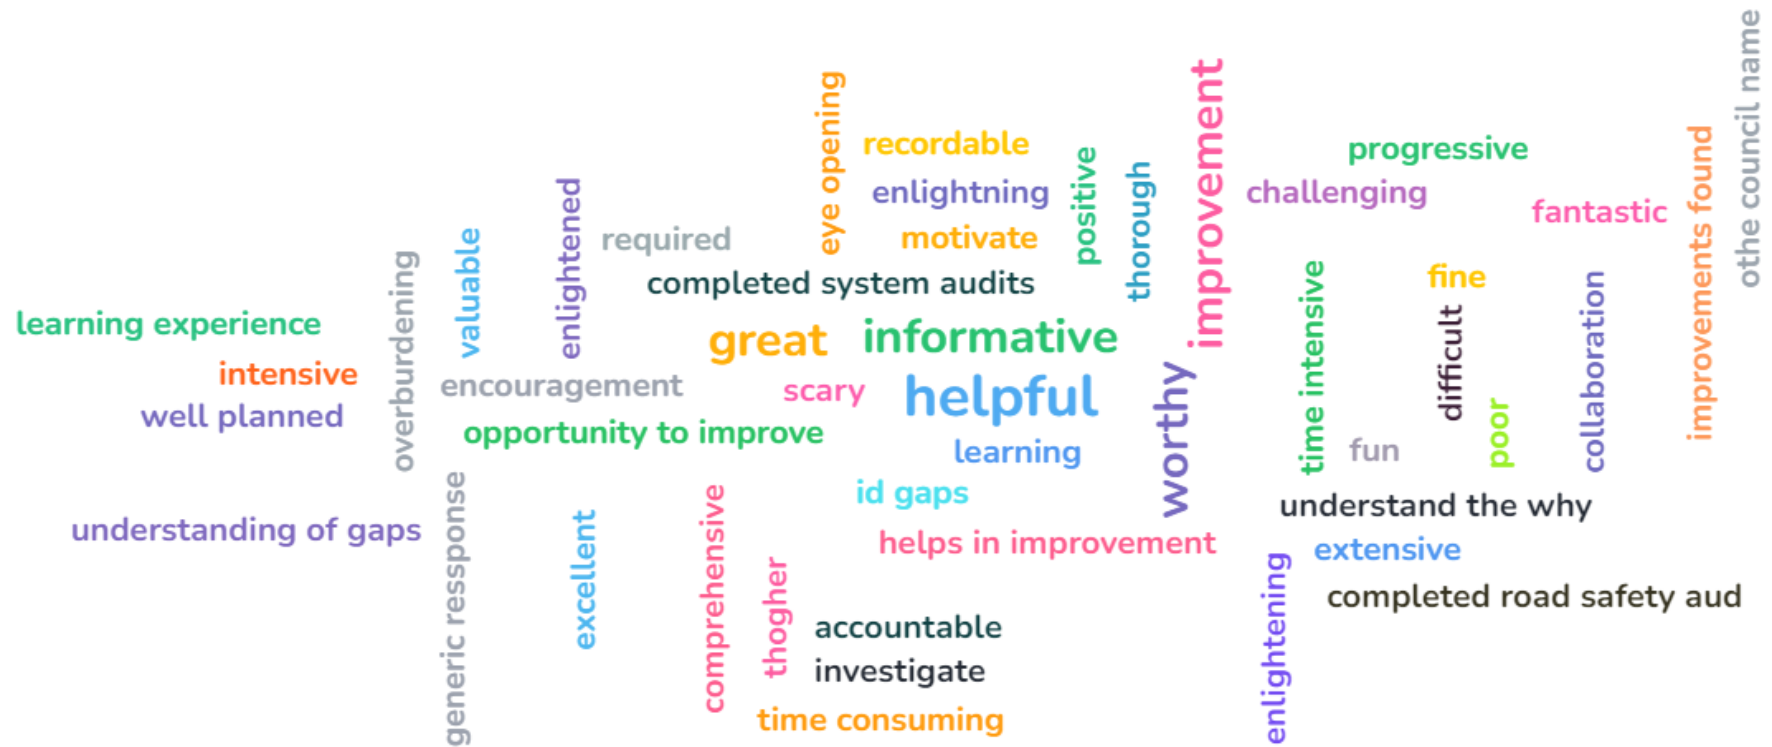 othe council name
improvement
eye opening
recordable
improvements found
progressive
positive
thorough
enlightning
challenging
enlightened
fantastic
valuable
required
motivate
overburdening
completed system audits
time intensive
fine
collaboration
learning experience
great
informative
difficult
intensive
encouragement
scary
helpful
worthy
well planned
opportunity to improve
poor
learning
fun
generic ressponse
id gaps
comprehensive
understand the why
understanding of gaps
excellent
helps in improvement
extensive
enlightening
thogher
completed road safety aud
accountable
investigate
time consuming